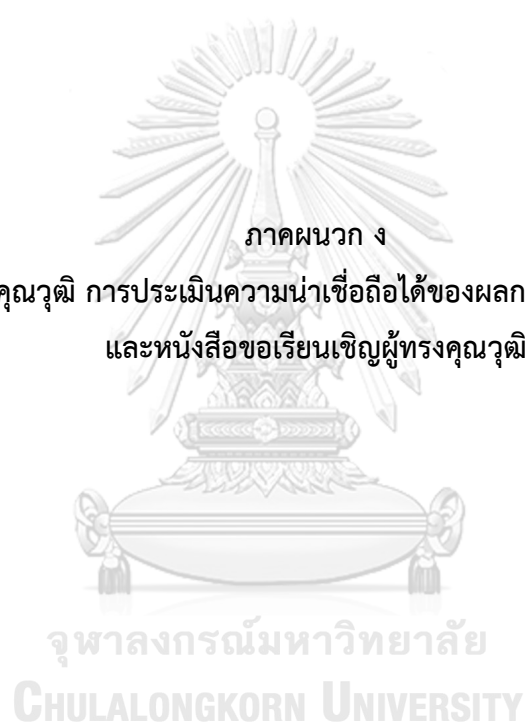 ภาคผนวก ง
คุณวุฒิ การประเมินความน่าเชื่อถือได้ของผลก
และหนังสือขอเรียนเชิญผู้ทรงคุณวุฒิ
จุฬาลงกรณ์มหาวิทยาลัย
CHULALONGKORN UNIVERSITY